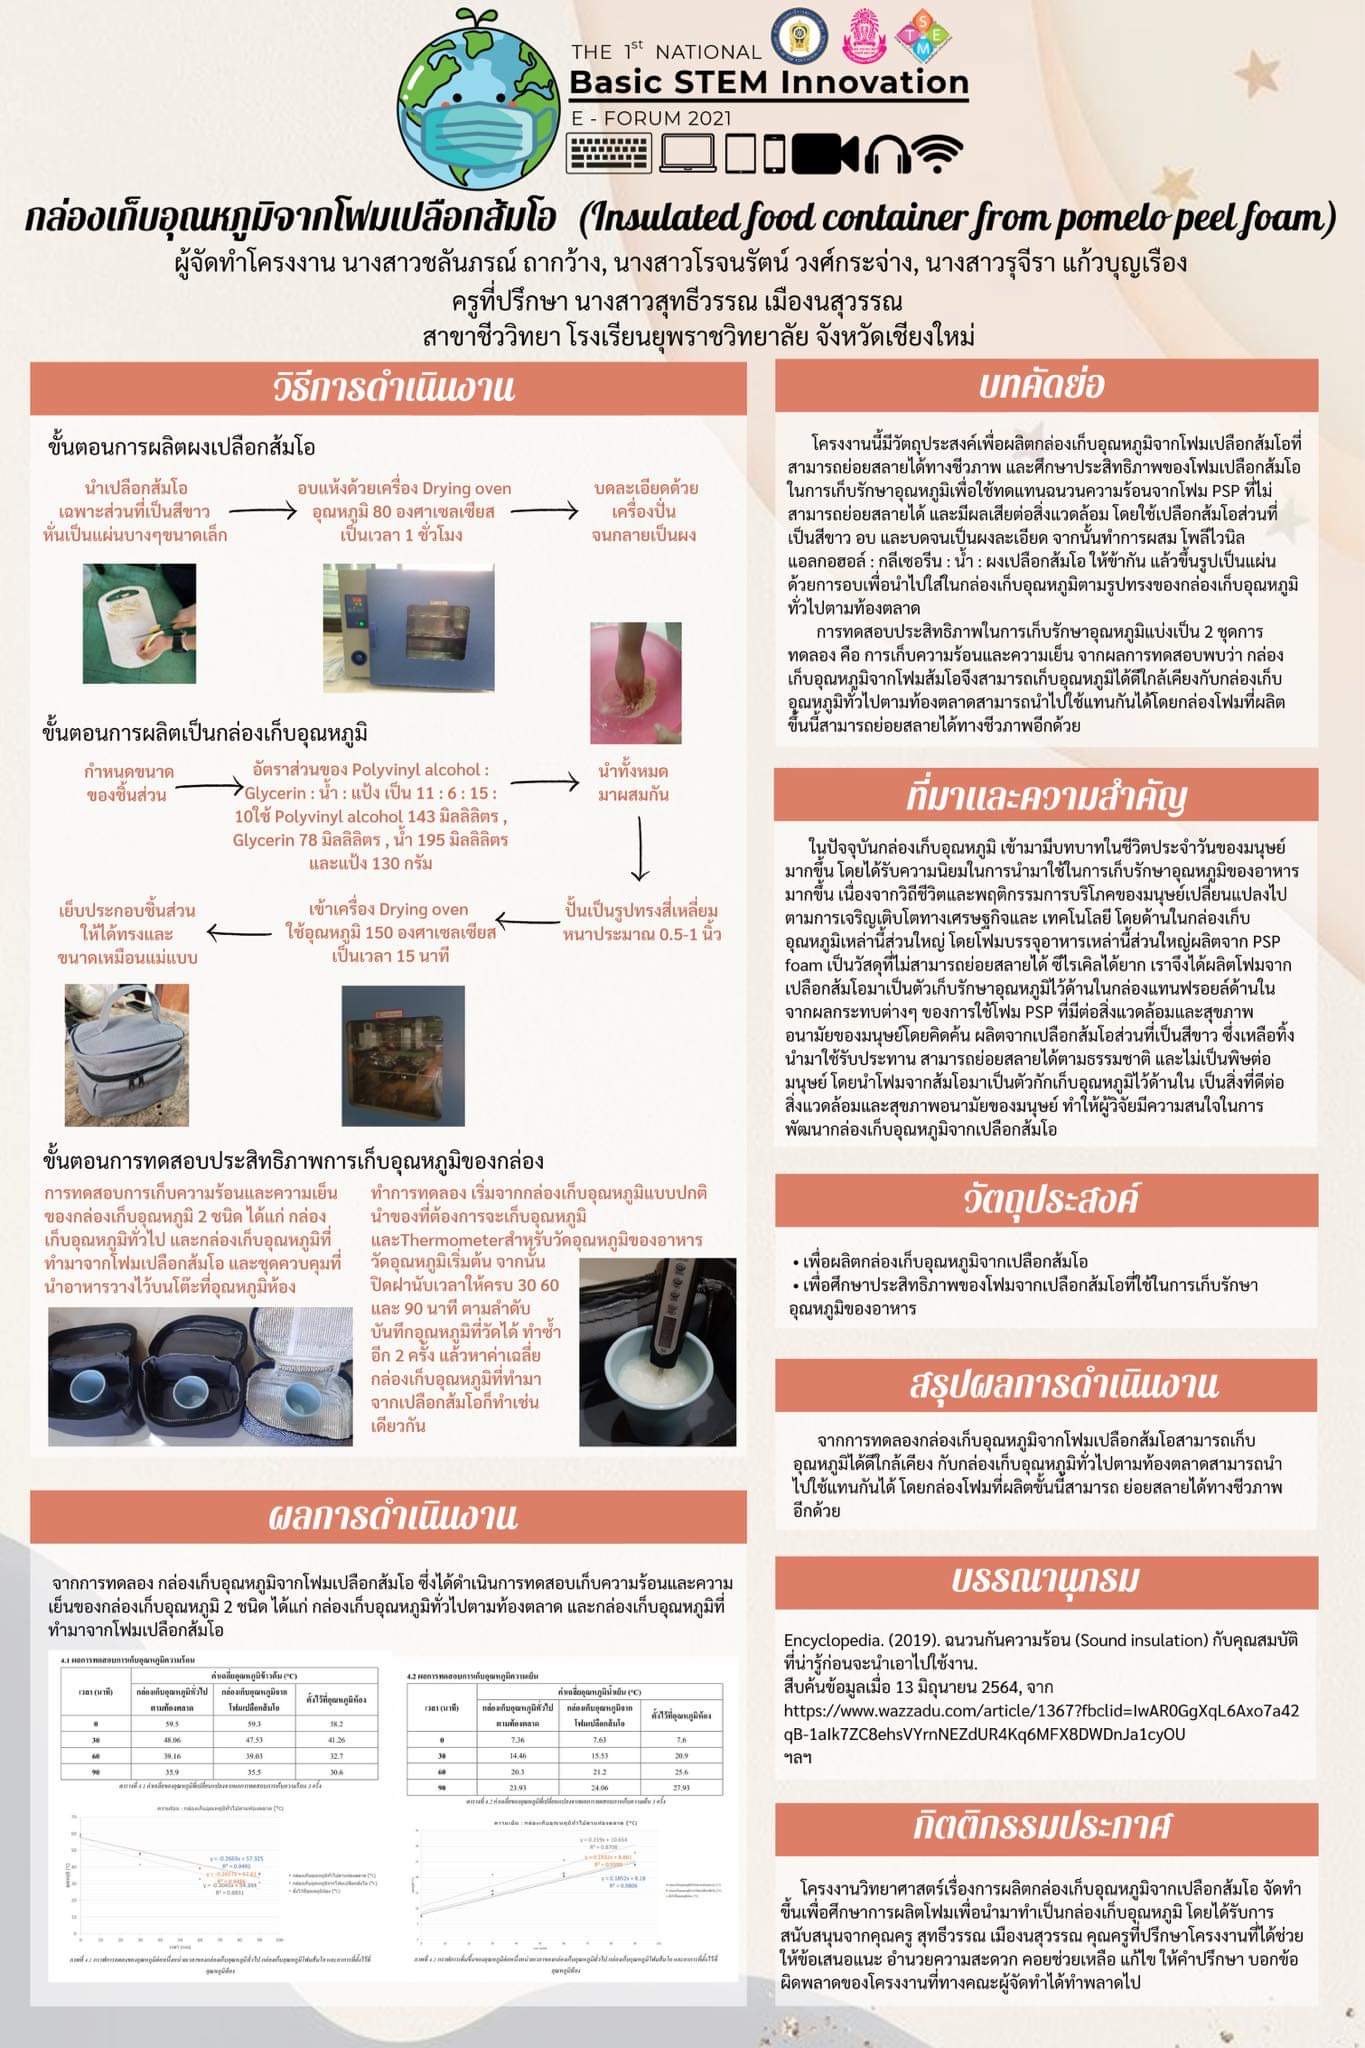 THE 1st NATIONAL
Basic STEM Innovation
E - FORUM 2021
S
T E
M
กล่องเก็บอุณหภูมิจากโฟมเปลือกส้มโอ (Insulated food container from pomelo peel foam)
ผู้จัดทำโครงงาน นางสาวชลันภรณ์ ถากว้าง, นางสาวโรจนรัตน์ วงศ์กระจ่าง, นางสาวรุจีรา แก้วบุญเรือง
ครูที่ปรึกษา นางสาวสุทธีวรรณ เมืองนสุวรรณ
สาขาชีววิทยา โรงเรียนยุพราชวิทยาลัย จังหวัดเชียงใหม่
วิธีการดำเนินงาน
ขั้นตอนการผลิตผงเปลือกส้มโอ
นำเปลือกส้มโอ
เฉพาะส่วนที่เป็นสีขาว
หั่นเป็นแผ่นบางๆขนาดเล็ก
อบแห้งด้วยเครื่อง Drying oven
อุณหภูมิ 80 องศาเซลเซียส
เป็นเวลา 1 ชั่วโมง
บดละเอียดด้วย
เครื่องปั่น
จนกลายเป็นผง
ขั้นตอนการผลิตเป็นกล่องเก็บอุณหภูมิ
กำหนดขนาด
ของชิ้นส่วน
อัตราส่วนของ Polyvinyl alcohol :
Glycerin : น้ำ : แป้ง เป็น 11 : 6 : 15 :
10ใช้ Polyvinyl alcohol 143 มิลลิลิตร ,
Glycerin 78 มิลลิลิตร , น้ำ 195 มิลลิลิตร
และแป้ง 130 กรัม
นำทั้งหมด
มาผสมกัน
ปั้นเป็นรูปทรงสี่เหลี่ยม
หนาประมาณ 0.5-1 นิ้ว
เข้าเครื่อง Drying oven
ใช้อุณหภูมิ 150 องศาเซลเซียส
เป็นเวลา 15 นาที
เย็บประกอบชิ้นส่วน
ให้ได้ทรงและ
ขนาดเหมือนแม่แบบ
ขั้นตอนการทดสอบประสิทธิภาพการเก็บอุณหภูมิของกล่อง
การทดสอบการเก็บความร้อนและความเย็น
ของกล่องเก็บอุณหภูมิ 2 ชนิด ได้แก่ กล่อง
เก็บอุณหภูมิทั่วไป และกล่องเก็บอุณหภูมิที่
ทำมาจากโฟมเปลือกส้มโอ และชุดควบคุมที่
นำอาหารวางไว้บนโต๊ะที่อุณหภูมิห้อง
ทำการทดลอง เริ่มจากกล่องเก็บอุณหภูมิแบบปกติ
นำของที่ต้องการจะเก็บอุณหภูมิ
และThermometerสำหรับวัดอุณหภูมิของอาหาร
วัดอุณหภูมิเริ่มต้น จากนั้น
ปิดฝานับเวลาให้ครบ 30 60
และ 90 นาที ตามลำดับ
บันทึกอุณหภูมิที่วัดได้ ทำซ้ำ
อีก 2 ครั้ง แล้วหาค่าเฉลี่ย
กล่องเก็บอุณหภูมิที่ทำมา
จากเปลือกส้มโอก็ทำเช่น
เดียวกัน
ผลการดำเนินงาน
จากการทดลอง กล่องเก็บอุณหภูมิจากโฟมเปลือกส้มโอ ซึ่งได้ดำเนินการทดสอบเก็บความร้อนและความ
เย็นของกล่องเก็บอุณหภูมิ 2 ชนิด ได้แก่ กล่องเก็บอุณหภูมิทั่วไปตามท้องตลาด และกล่องเก็บอุณหภูมิที่
ทำมาจากโฟมเปลือกส้มโอ
4.1 ผลการทดสอบการเก็บอุณหภูมิความร้อน
เวลา (นาที) ค่าเฉลี่ยอุณหภูมิข้าวต้ม (°C)
กล่องเก็บอุณหภูมิทั่วไปตามท้องตลาด กล่องเก็บอุณหภูมิจากโฟมเปลือกส้มโอ ตั้งไว้ที่อุณหภูมิห้อง
0 59.5 59.3 58.2
30 48.06 47.53 41.26
60 39.16 39.03 32.7
90 35.9 35.5 30.6
4.2 ผลการทดสอบการเก็บอุณหภูมิความเย็น
เวลา (นาที) ค่าเฉลี่ยอุณหภูมิน้ำเย็น (°C)
กล่องเก็บอุณหภูมิทั่วไปตามท้องตลาด กล่องเก็บอุณหภูมิจากโฟมเปลือกส้มโอ ตั้งไว้ที่อุณหภูมิห้อง
0 7.36 7.63 7.6
30 14.46 15.53 20.9
60 20.3 21.2 25.6
90 23.93 24.06 27.93
บทคัดย่อ
โครงงานนี้มีวัตถุประสงค์เพื่อผลิตกล่องเก็บอุณหภูมิจากโฟมเปลือกส้มโอที่
สามารถย่อยสลายได้ทางชีวภาพ และศึกษาประสิทธิภาพของโฟมเปลือกส้มโอ
ในการเก็บรักษาอุณหภูมิเพื่อใช้ทดแทนฉนวนความร้อนจากโฟม PSP ที่ไม่
สามารถย่อยสลายได้ และมีผลเสียต่อสิ่งแวดล้อม โดยใช้เปลือกส้มโอส่วนที่
เป็นสีขาว อบ และบดจนเป็นผงละเอียด จากนั้นทำการผสม โพลีไวนิล
แอลกอฮอล์ : กลีเซอรีน : น้ำ : ผงเปลือกส้มโอ ให้เข้ากัน แล้วขึ้นรูปเป็นแผ่น
ด้วยการอบเพื่อนำไปใส่ในกล่องเก็บอุณหภูมิตามรูปทรงของกล่องเก็บอุณหภูมิ
ทั่วไปตามท้องตลาด
การทดสอบประสิทธิภาพในการเก็บรักษาอุณหภูมิแบ่งเป็น 2 ชุดการ
ทดลอง คือ การเก็บความร้อนและความเย็น จากผลการทดสอบพบว่า กล่อง
เก็บอุณหภูมิจากโฟมส้มโอจึงสามารถเก็บอุณหภูมิได้ดีใกล้เคียงกับกล่องเก็บ
อุณหภูมิทั่วไปตามท้องตลาดสามารถนำไปใช้แทนกันได้โดยกล่องโฟมที่ผลิต
ขึ้นนี้สามารถย่อยสลายได้ทางชีวภาพอีกด้วย
ที่มาและความสำคัญ
ในปัจจุบันกล่องเก็บอุณหภูมิ เข้ามามีบทบาทในชีวิตประจำวันของมนุษย์
มากขึ้น โดยได้รับความนิยมในการนำมาใช้ในการเก็บรักษาอุณหภูมิของอาหาร
มากขึ้น เนื่องจากวิถีชีวิตและพฤติกรรมการบริโภคของมนุษย์เปลี่ยนแปลงไป
ตามการเจริญเติบโตทางเศรษฐกิจและ เทคโนโลยี โดยด้านในกล่องเก็บ
อุณหภูมิเหล่านี้ส่วนใหญ่ โดยโฟมบรรจุอาหารเหล่านี้ส่วนใหญ่ผลิตจาก PSP
foam เป็นวัสดุที่ไม่สามารถย่อยสลายได้ ซีไรเคิลได้ยาก เราจึงได้ผลิตโฟมจาก
เปลือกส้มโอมาเป็นตัวเก็บรักษาอุณหภูมิไว้ด้านในกล่องแทนฟรอยล์ด้านใน
จากผลกระทบต่างๆ ของการใช้โฟม PSP ที่มีต่อสิ่งแวดล้อมและสุขภาพ
อนามัยของมนุษย์โดยคิดค้น ผลิตจากเปลือกส้มโอส่วนที่เป็นสีขาว ซึ่งเหลือทิ้ง
นำมาใช้รับประทาน สามารถย่อยสลายได้ตามธรรมชาติ และไม่เป็นพิษต่อ
มนุษย์ โดยนำโฟมจากส้มโอมาเป็นตัวกักเก็บอุณหภูมิไว้ด้านใน เป็นสิ่งที่ดีต่อ
สิ่งแวดล้อมและสุขภาพอนามัยของมนุษย์ ทำให้ผู้วิจัยมีความสนใจในการ
พัฒนากล่องเก็บอุณหภูมิจากเปลือกส้มโอ
วัตถุประสงค์
• เพื่อผลิตกล่องเก็บอุณหภูมิจากเปลือกส้มโอ
• เพื่อศึกษาประสิทธิภาพของโฟมจากเปลือกส้มโอที่ใช้ในการเก็บรักษา
อุณหภูมิของอาหาร
สรุปผลการดำเนินงาน
จากการทดลองกล่องเก็บอุณหภูมิจากโฟมเปลือกส้มโอสามารถเก็บ
อุณหภูมิได้ดีใกล้เคียง กับกล่องเก็บอุณหภูมิทั่วไปตามท้องตลาดสามารถนำ
ไปใช้แทนกันได้ โดยกล่องโฟมที่ผลิตขั้นนี้สามารถ ย่อยสลายได้ทางชีวภาพ
อีกด้วย
บรรณานุกรม
Encyclopedia. (2019). ฉนวนกันความร้อน (Sound insulation) กับคุณสมบัติ
ที่น่ารู้ก่อนจะนำเอาไปใช้งาน.
สืบค้นข้อมูลเมื่อ 13 มิถุนายน 2564, จาก
https://www.wazzadu.com/article/1367?fbclid=IwAR0GgXqL6Axo7a42
qB-1aIk7ZC8ehsVYrnNEZdUR4Kq6MFX8DWDnJa1cyOU
ฯลฯ
กิตติกรรมประกาศ
โครงงานวิทยาศาสตร์เรื่องการผลิตกล่องเก็บอุณหภูมิจากเปลือกส้มโอ จัดทำ
ขึ้นเพื่อศึกษาการผลิตโฟมเพื่อนำมาทำเป็นกล่องเก็บอุณหภูมิ โดยได้รับการ
สนับสนุนจากคุณครู สุทธีวรรณ เมืองนสุวรรณ คุณครูที่ปรึกษาโครงงานที่ได้ช่วย
ให้ข้อเสนอแนะ อำนวยความสะดวก คอยช่วยเหลือ แก้ไข ให้คำปรึกษา บอกข้อ
ผิดพลาดของโครงงานที่ทางคณะผู้จัดทำได้ทำพลาดไป